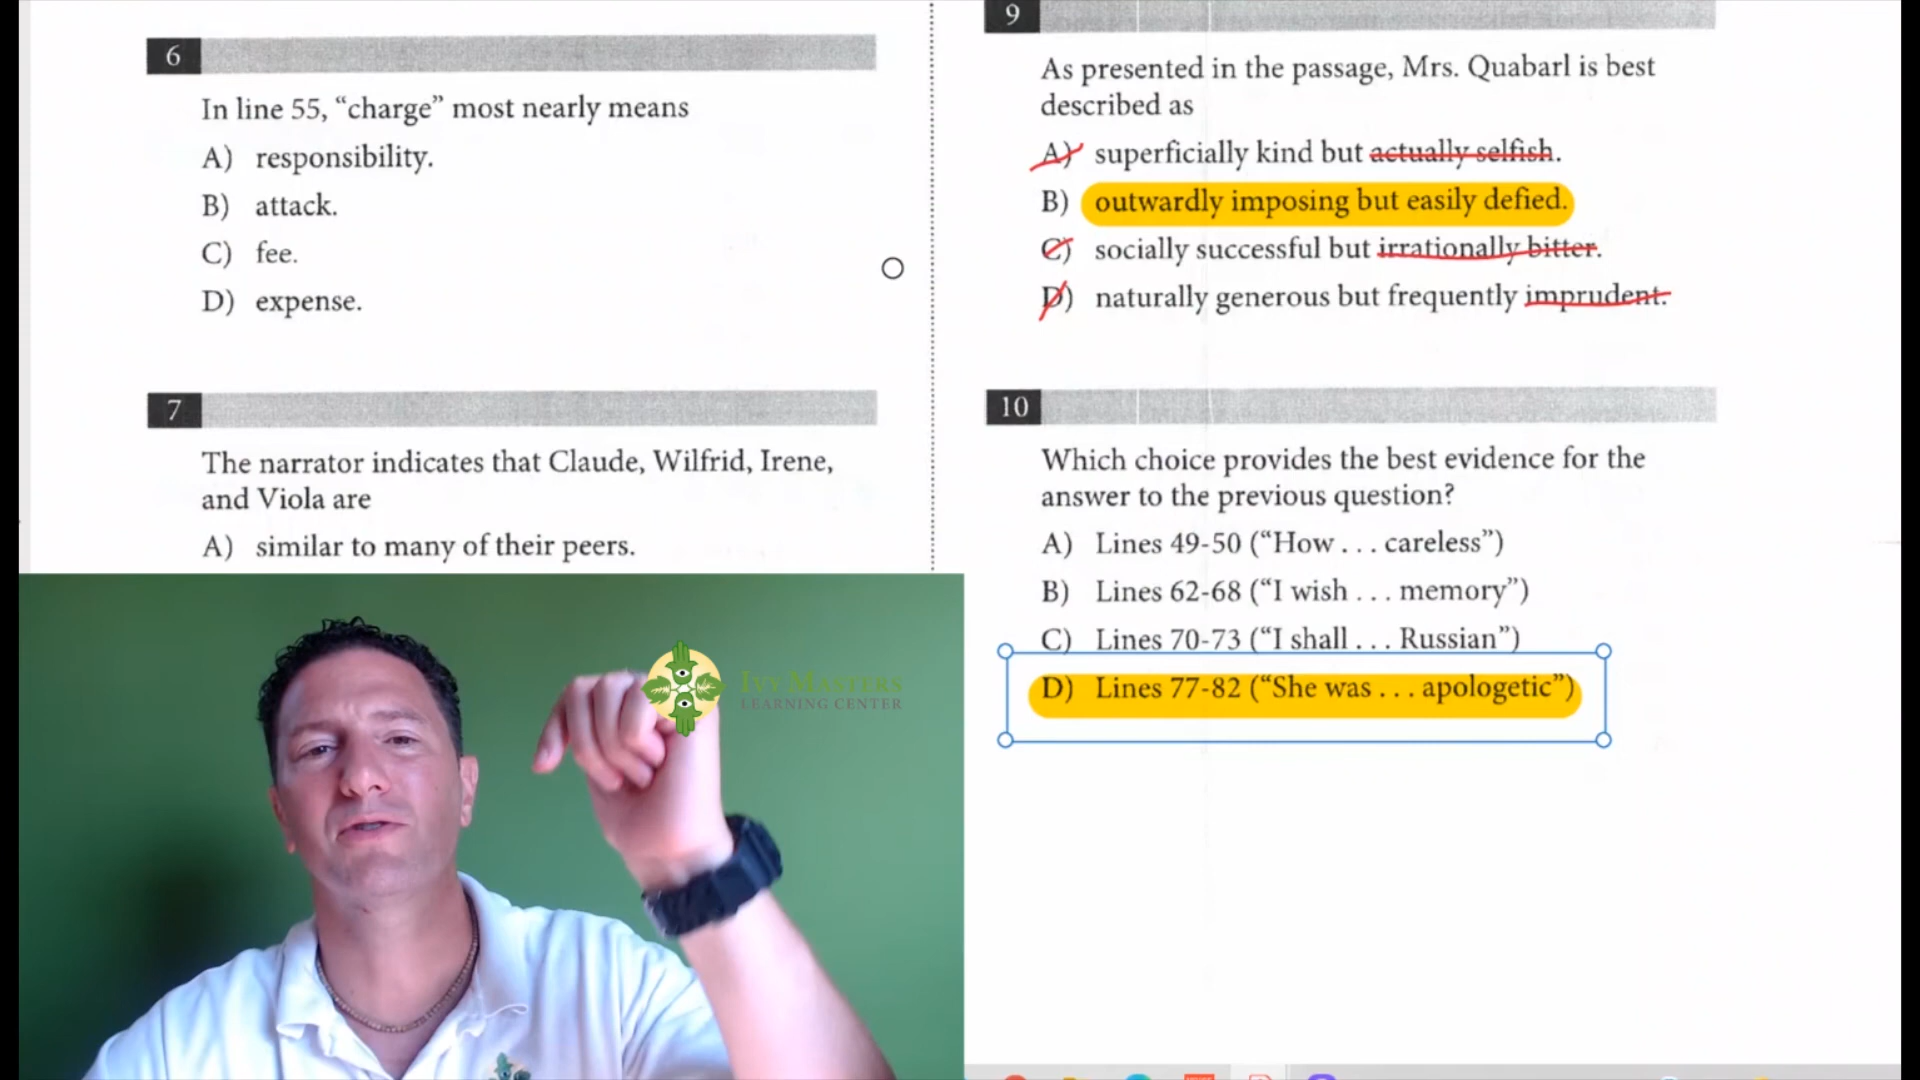 6
In line 55, “charge” most nearly means
A) responsibility.
B) attack.
C) fee.
D) expense.
7
The narrator indicates that Claude, Wilfrid, Irene,
and Viola are
A) similar to many of their peers.
9
As presented in the passage, Mrs. Quabarl is best
described as
A) superficially kind but actually selfish.
B) outwardly imposing but easily defied.
C) socially successful but irrationally bitter.
D) naturally generous but frequently imprudent.
10
Which choice provides the best evidence for the
answer to the previous question?
A) Lines 49-50 (“How . . . careless”)
B) Lines 62-68 (“I wish . . . memory”)
C) Lines 70-73 (“I shall . . . Russian”)
D) Lines 77-82 (“She was . . . apologetic”)
IVY MASTERS
LEARNING CENTER